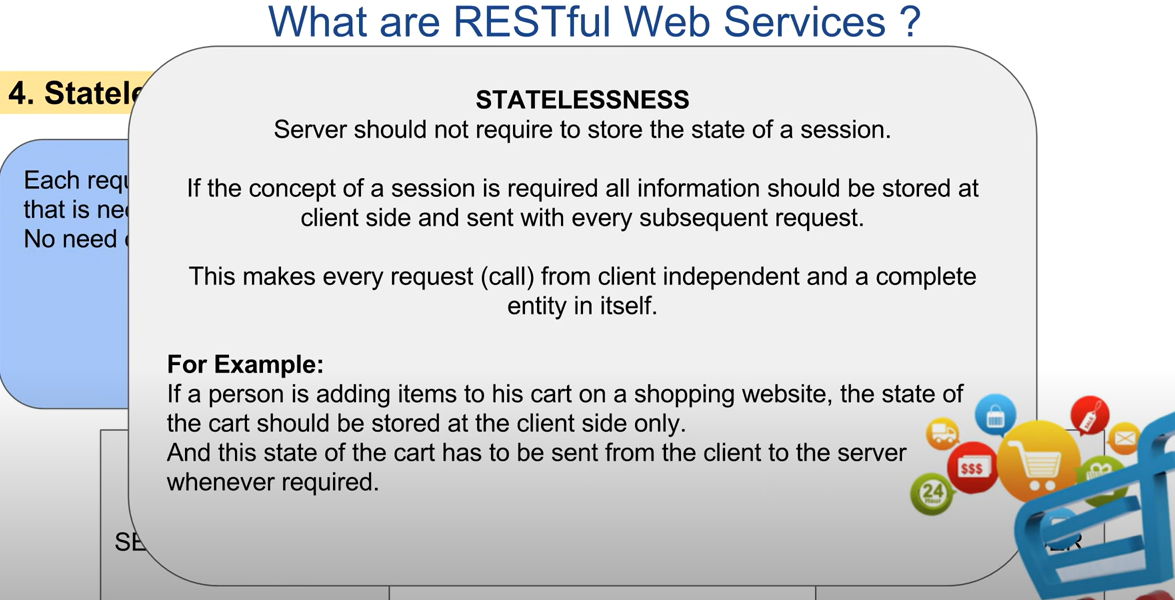 What are RESTful Web Services ?
4. Statele
STATELESSNESS
Server should not require to store the state of a session.
Each requ
that is ne
No need
If the concept of a session is required all information should be stored at
client side and sent with every subsequent request.
This makes every request (call) from client independent and a complete
entity in itself.
For Example:
If a person is adding items to his cart on a shopping website, the state of
the cart should be stored at the client side only.
And this state of the cart has to be sent from the client to the server
whenever required.
$$$
24
Hour
SE
ER